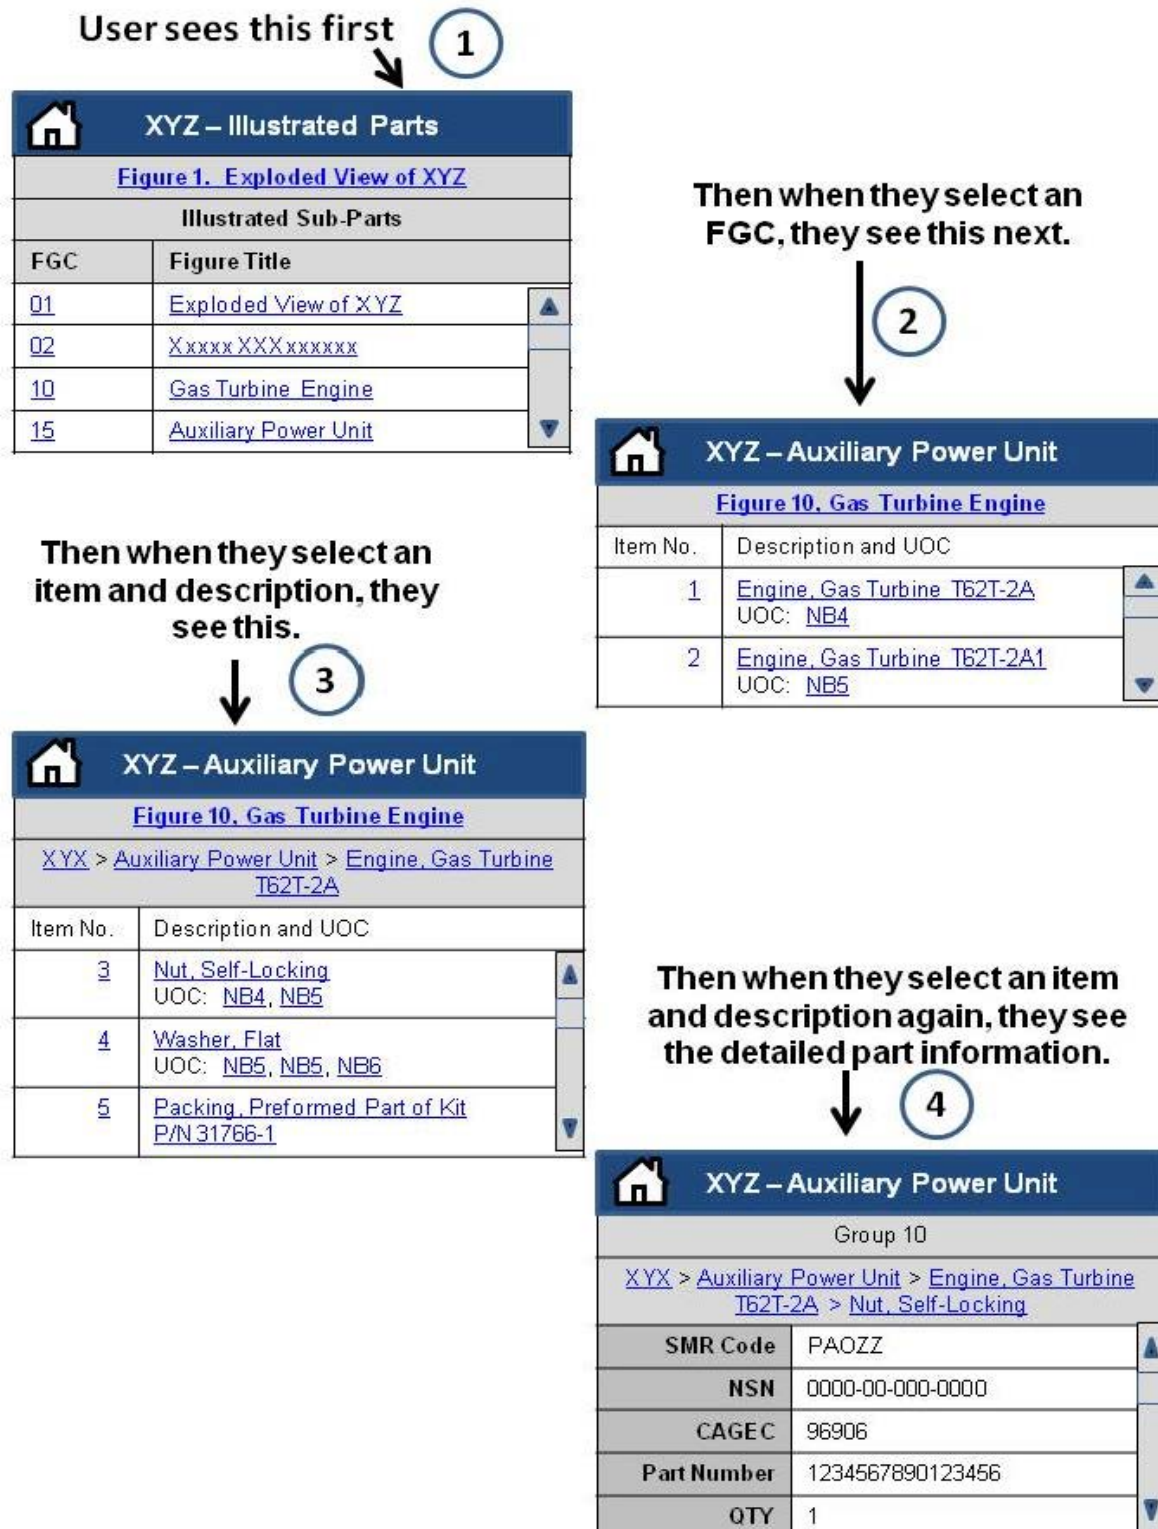 User sees this first
1
XYZ – Illustrated Parts
Figure 1. Exploded View of XYZ
Illustrated Sub-Parts
FGC Figure Title
01 Exploded View of XYZ
02 Xxxxx XXXxxxxxx
10 Gas Turbine Engine
15 Auxiliary Power Unit
Then when they select an
FGC, they see this next.
2
XYZ – Auxiliary Power Unit
Figure 10, Gas Turbine Engine
Item No. Description and UOC
1 Engine, Gas Turbine T62T-2A
UOC: NB4
2 Engine, Gas Turbine T62T-2A1
UOC: NB5
Then when they select an
item and description, they
see this.
3
XYZ – Auxiliary Power Unit
Figure 10, Gas Turbine Engine
XYX > Auxiliary Power Unit > Engine, Gas Turbine
T62T-2A
Item No. Description and UOC
3 Nut, Self-Locking
UOC: NB4, NB5
4 Washer, Flat
UOC: NB5, NB5, NB6
5 Packing, Preformed Part of Kit
P/N 31766-1
Then when they select an item
and description again, they see
the detailed part information.
4
XYZ – Auxiliary Power Unit
Group 10
XYX > Auxiliary Power Unit > Engine, Gas Turbine
T62T-2A > Nut, Self-Locking
SMR Code PAOZZ
NSN 0000-00-000-0000
CAGEC 96906
Part Number 1234567890123456
QTY 1